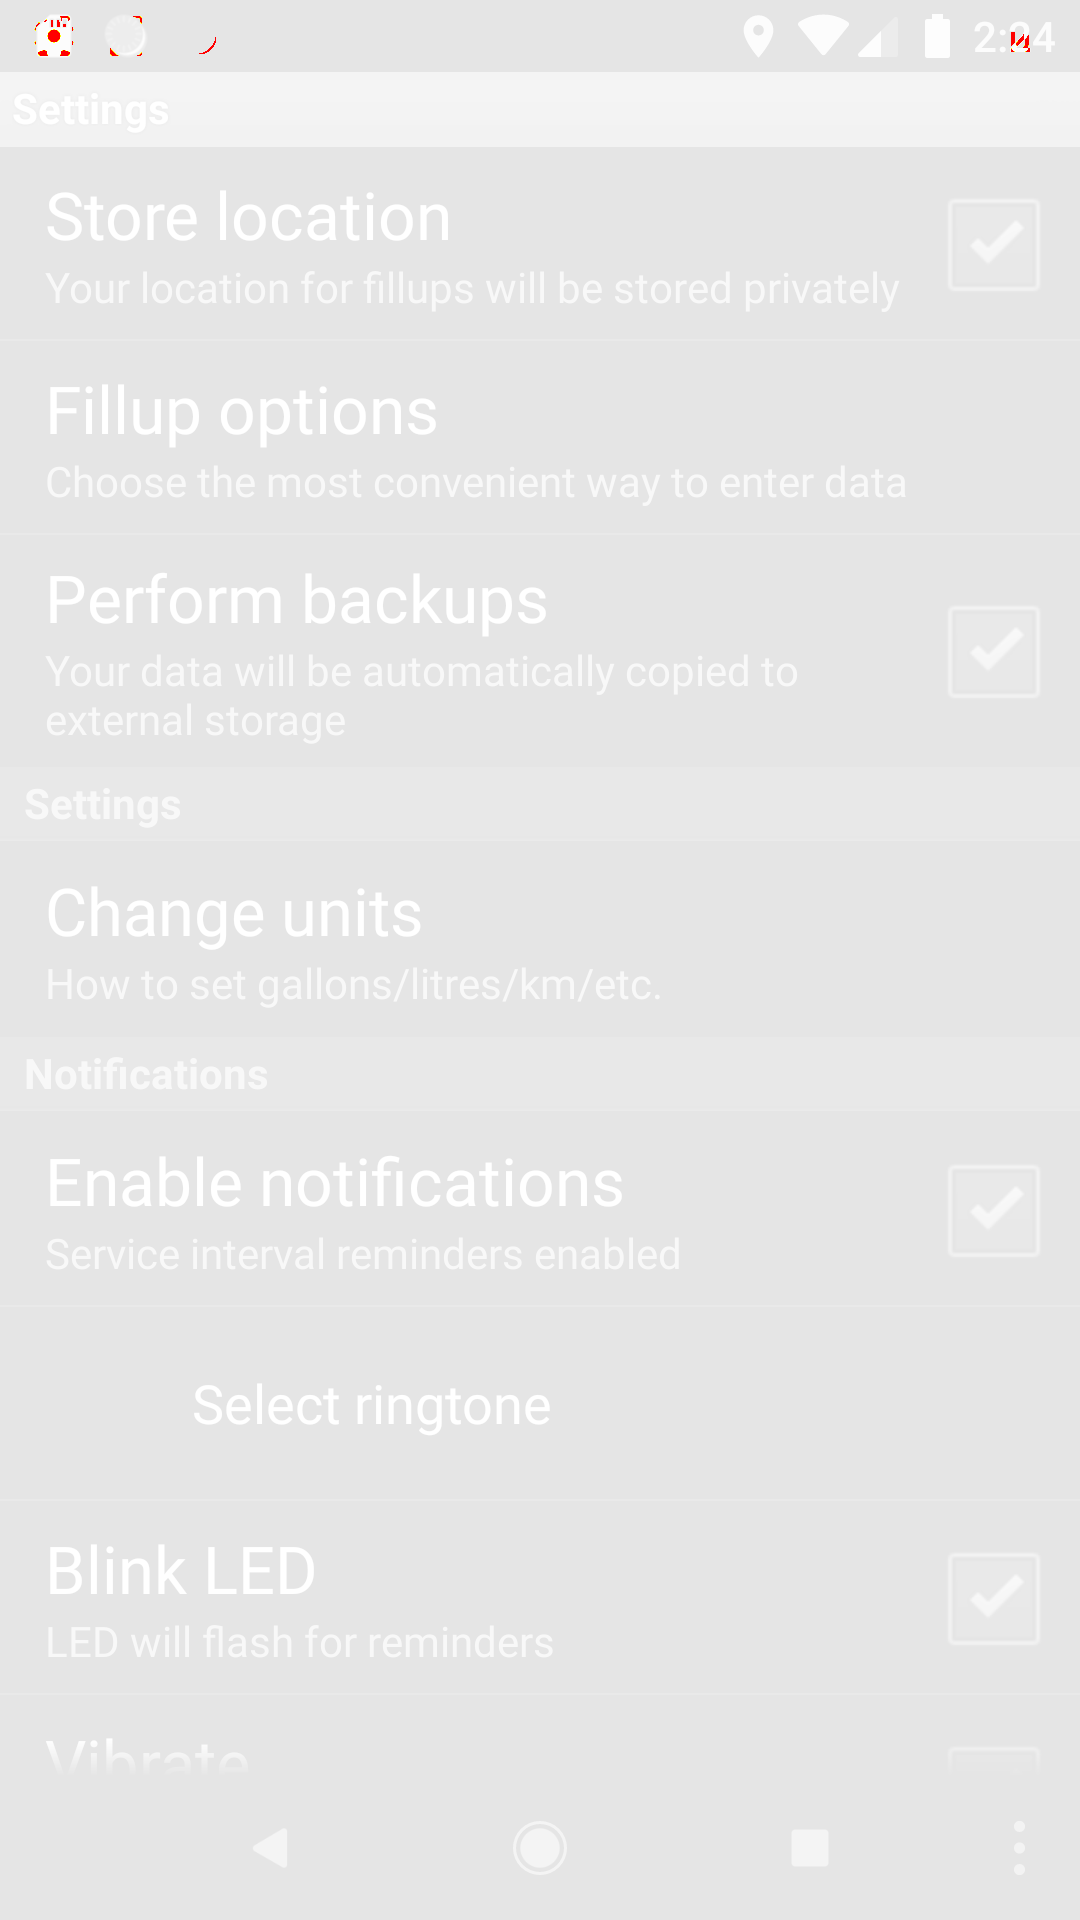 Settings
Store location
Your location for fillups will be stored privately
Fillup options
Choose the most convenient way to enter data
Perform backups
Your data will be automatically copied to
external storage
Settings
Change units
How to set gallons/litres/km/etc.
Notifications
Enable notifications
Service interval reminders enabled
Select ringtone
Blink LED
LED will flash for reminders
Vibrate